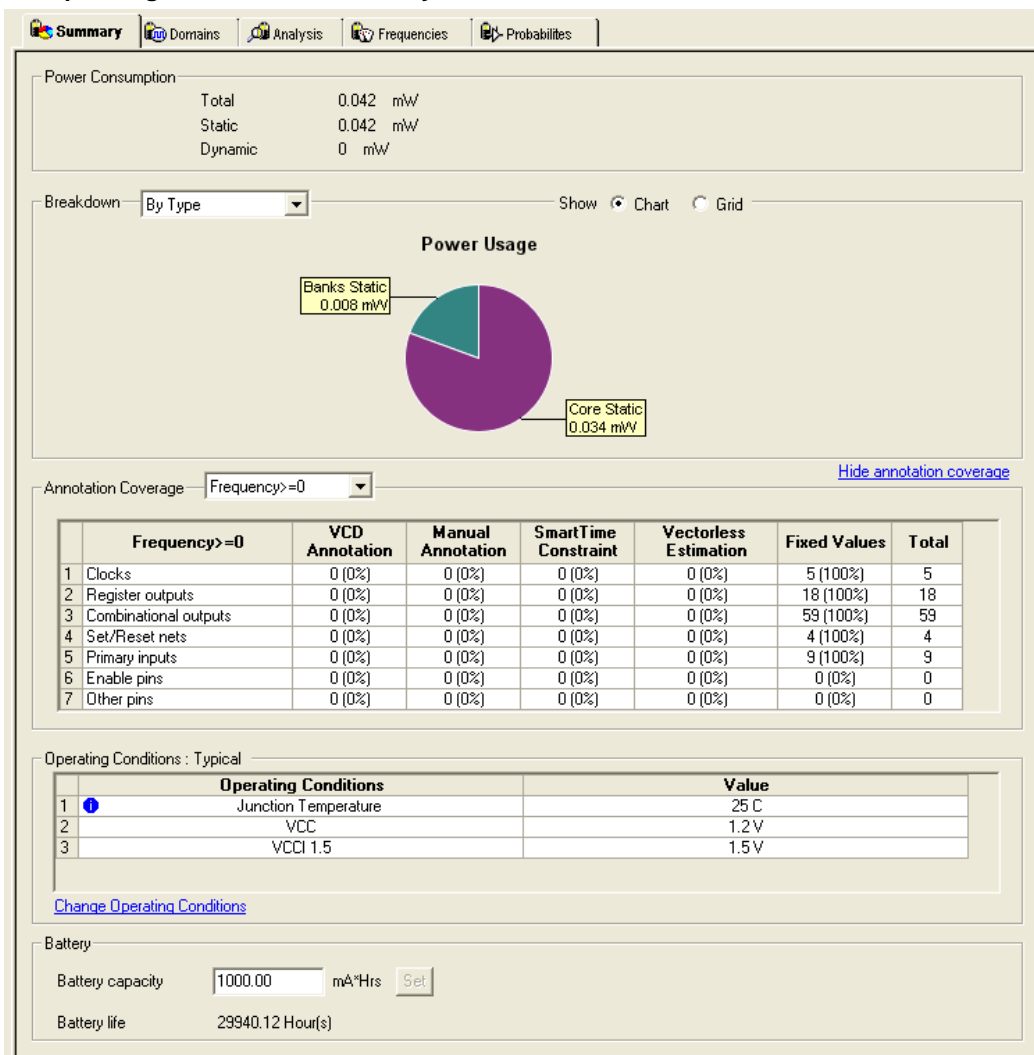 Summary Domains Analysis Frequencies Probabilites
Power Consumption
Total 0.042 mW
Static 0.042 mW
Dynamic 0 mW
Breakdown By Type Show Chart Grid
Power Usage
Banks Static
0.008 mW
Core Static
0.034 mW
Hide annotation coverage
Annotation Coverage Frequency>=0
Frequency>=0 VCD Annotation Manual Annotation SmartTime Constraint Vectorless Estimation Fixed Values Total
1 Clocks 0 (0%) 0 (0%) 0 (0%) 0 (0%) 5 (100%) 5
2 Register outputs 0 (0%) 0 (0%) 0 (0%) 0 (0%) 18 (100%) 18
3 Combinational outputs 0 (0%) 0 (0%) 0 (0%) 0 (0%) 59 (100%) 59
4 Set/Reset nets 0 (0%) 0 (0%) 0 (0%) 0 (0%) 4 (100%) 4
5 Primary inputs 0 (0%) 0 (0%) 0 (0%) 0 (0%) 9 (100%) 9
6 Enable pins 0 (0%) 0 (0%) 0 (0%) 0 (0%) 0 (0%) 0
7 Other pins 0 (0%) 0 (0%) 0 (0%) 0 (0%) 0 (0%) 0
Operating Conditions : Typical
Operating Conditions Value
1 Junction Temperature 25 C
2 VCC 1.2 V
3 VCCI 1.5 1.5 V
Change Operating Conditions
Battery
Battery capacity 1000.00 mA*Hrs Set
Battery life 29940.12 Hour(s)